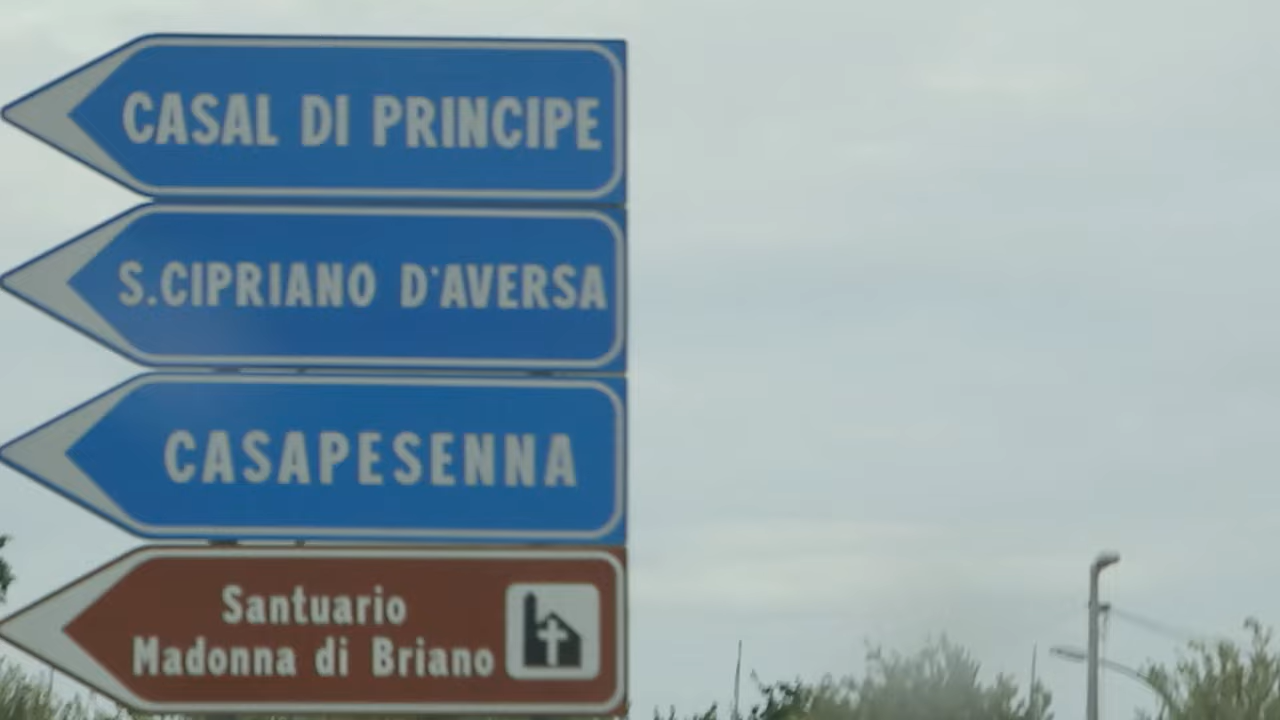 CASAL DI PRINCIPE
S.CIPRIANO D'AVERSA
CASAPESENNA
Santuario
Madonna di Briano